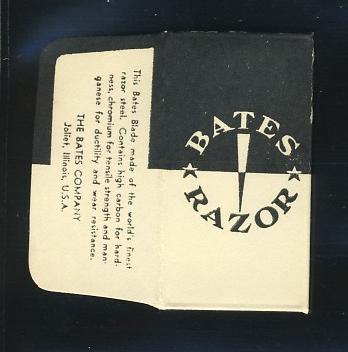 This Bates Blade made of the world's finest
razor steel. Contains high carbon for hard-
ness, chromium for tensile strength and man-
ganese for ductility and wear resistance.
THE BATES COMPANY
Joliet, Illinois, U.S.A.
BATES
RAZOR